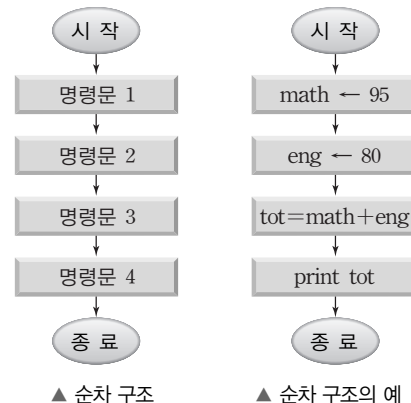 시 작
명령문 1
명령문 2
명령문 3
명령문 4
종 료
▲ 순차 구조
시 작
math ← 95
eng ← 80
tot=math+eng
print tot
종 료
▲ 순차 구조의 예